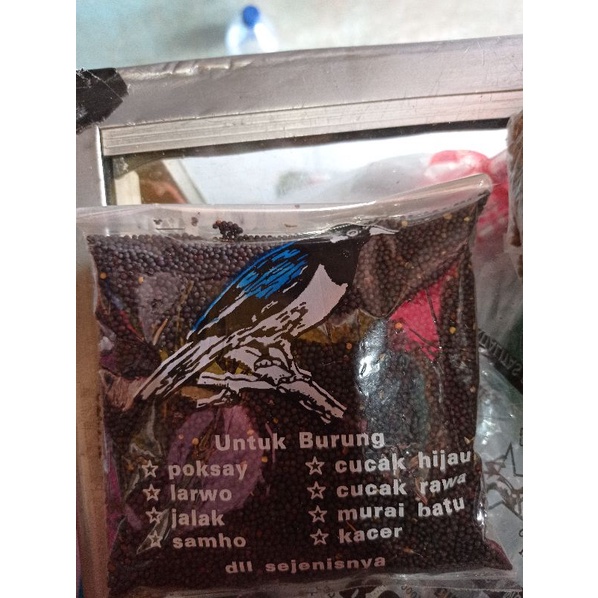 Untuk Burung
☆ poksay ☆ cucak hijau
☆ larwo ☆ cucak rawa
☆ jalak ☆ murai batu
☆ samho ☆ kacer
dll sejenisnya